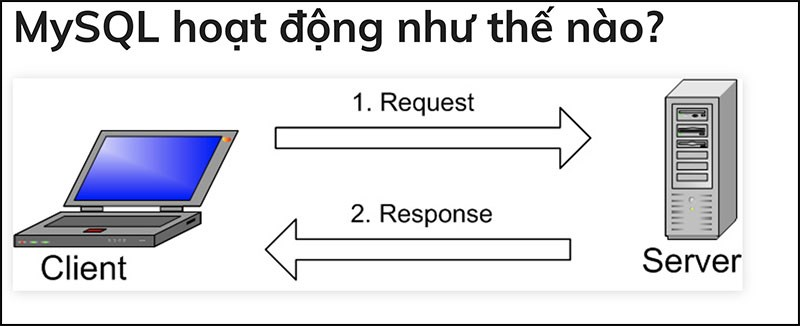 MySQL hoạt động như thế nào?
1. Request
2. Response
Client
Server